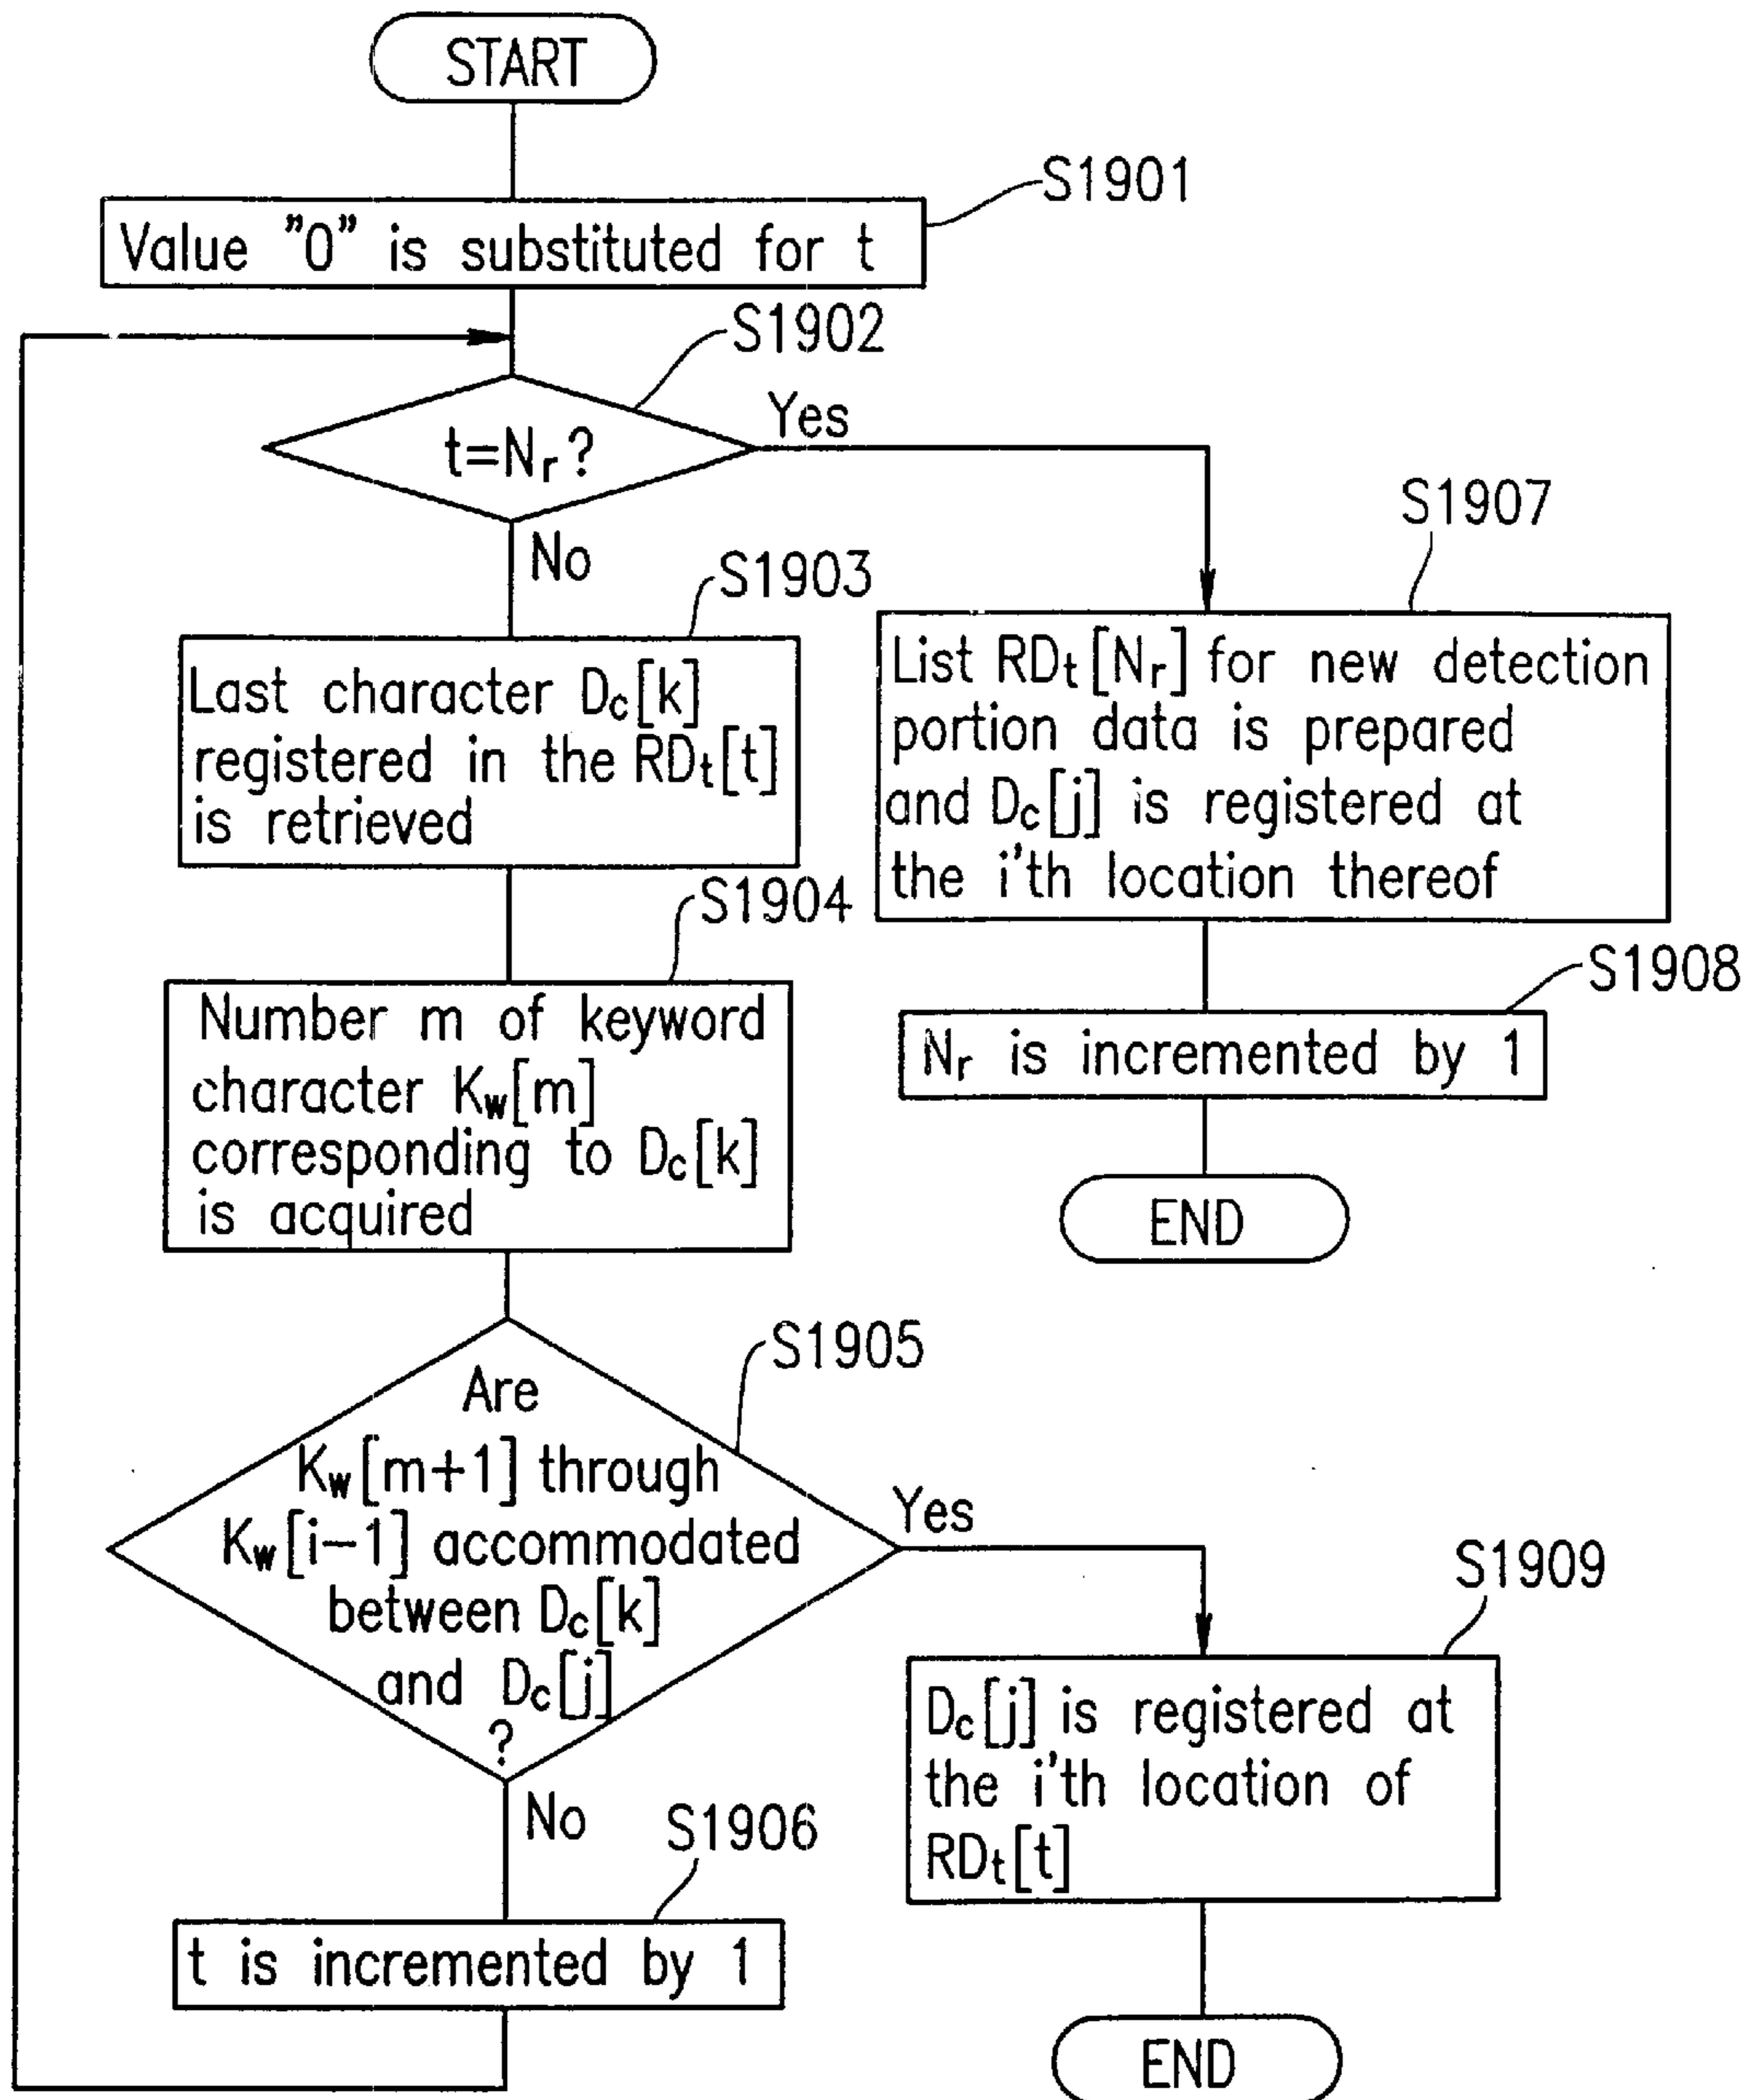 START
S1901
Value "0" is substituted for t
S1902
t=Nr?
Yes
No
S1903
Last character Dc[k]
registered in the RDt[t]
is retrieved
S1907
List RDt[Nr] for new detection
portion data is prepared
and Dc[j] is registered at
the i'th location thereof
S1904
Number m of keyword
character Kw[m]
corresponding to Dc[k]
is acquired
S1908
Nr is incremented by 1
END
S1905
Are
Kw[m+1] through
Kw[i-1] accommodated
between Dc[k]
and Dc[j]
?
Yes
No
S1909
Dc[j] is registered at
the i'th location of
RDt[t]
S1906
t is incremented by 1
END